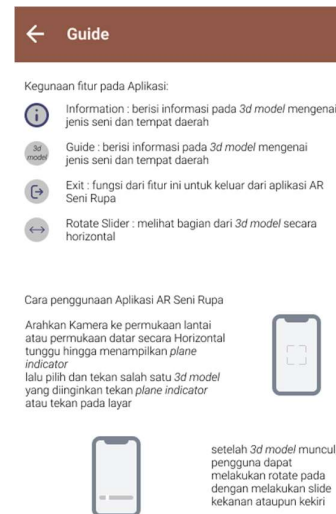 Guide
Kegunaan fitur pada Aplikasi:
Information : berisi informasi pada 3d model mengenai
jenis seni dan tempat daerah
3d
model
Guide : berisi informasi pada 3d model mengenai
jenis seni dan tempat daerah
Exit : fungsi dari fitur ini untuk keluar dari aplikasi AR
Seni Rupa
Rotate Slider : melihat bagian dari 3d model secara
horizontal
Cara penggunaan Aplikasi AR Seni Rupa
Arahkan Kamera ke permukaan lantai
atau permukaan datar secara Horizontal
tunggu hingga menampilkan plane
indicator
lalu pilih dan tekan salah satu 3d model
yang diinginkan tekan plane indicator
atau tekan pada layar
setelah 3d model muncul
pengguna dapat
melakukan rotate pada
dengan melakukan slide
kekanan ataupun kekiri